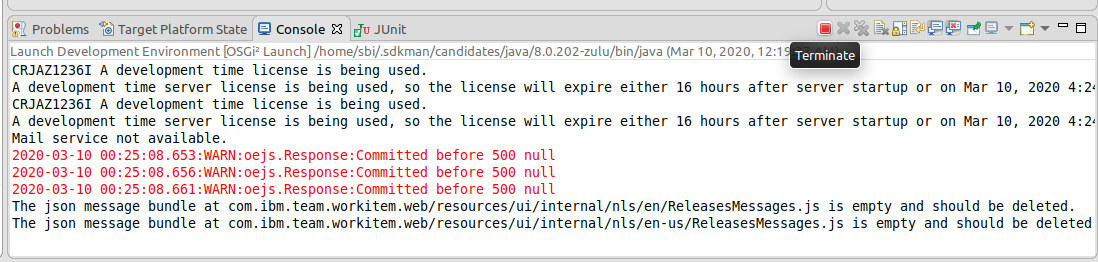 Problems Target Platform State Console JUnit
Launch Development Environment [OSGi² Launch] /home/sbi/.sdkman/candidates/java/8.0.202-zulu/bin/java (Mar 10, 2020, 12:19
Terminate
CRJAZ1236I A development time license is being used.
A development time server license is being used, so the license will expire either 16 hours after server startup or on Mar 10, 2020 4:24
CRJAZ1236I A development time license is being used.
A development time server license is being used, so the license will expire either 16 hours after server startup or on Mar 10, 2020 4:24
Mail service not available.
2020-03-10 00:25:08.653:WARN:oejs.Response:Committed before 500 null
2020-03-10 00:25:08.656:WARN:oejs.Response:Committed before 500 null
2020-03-10 00:25:08.661:WARN:oejs.Response:Committed before 500 null
The json message bundle at com.ibm.team.workitem.web/resources/ui/internal/nls/en/ReleasesMessages.js is empty and should be deleted.
The json message bundle at com.ibm.team.workitem.web/resources/ui/internal/nls/en-us/ReleasesMessages.js is empty and should be deleted